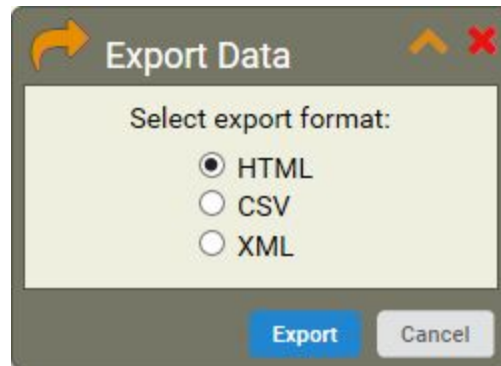 Export Data
Select export format:
HTML
CSV
XML
Export Cancel